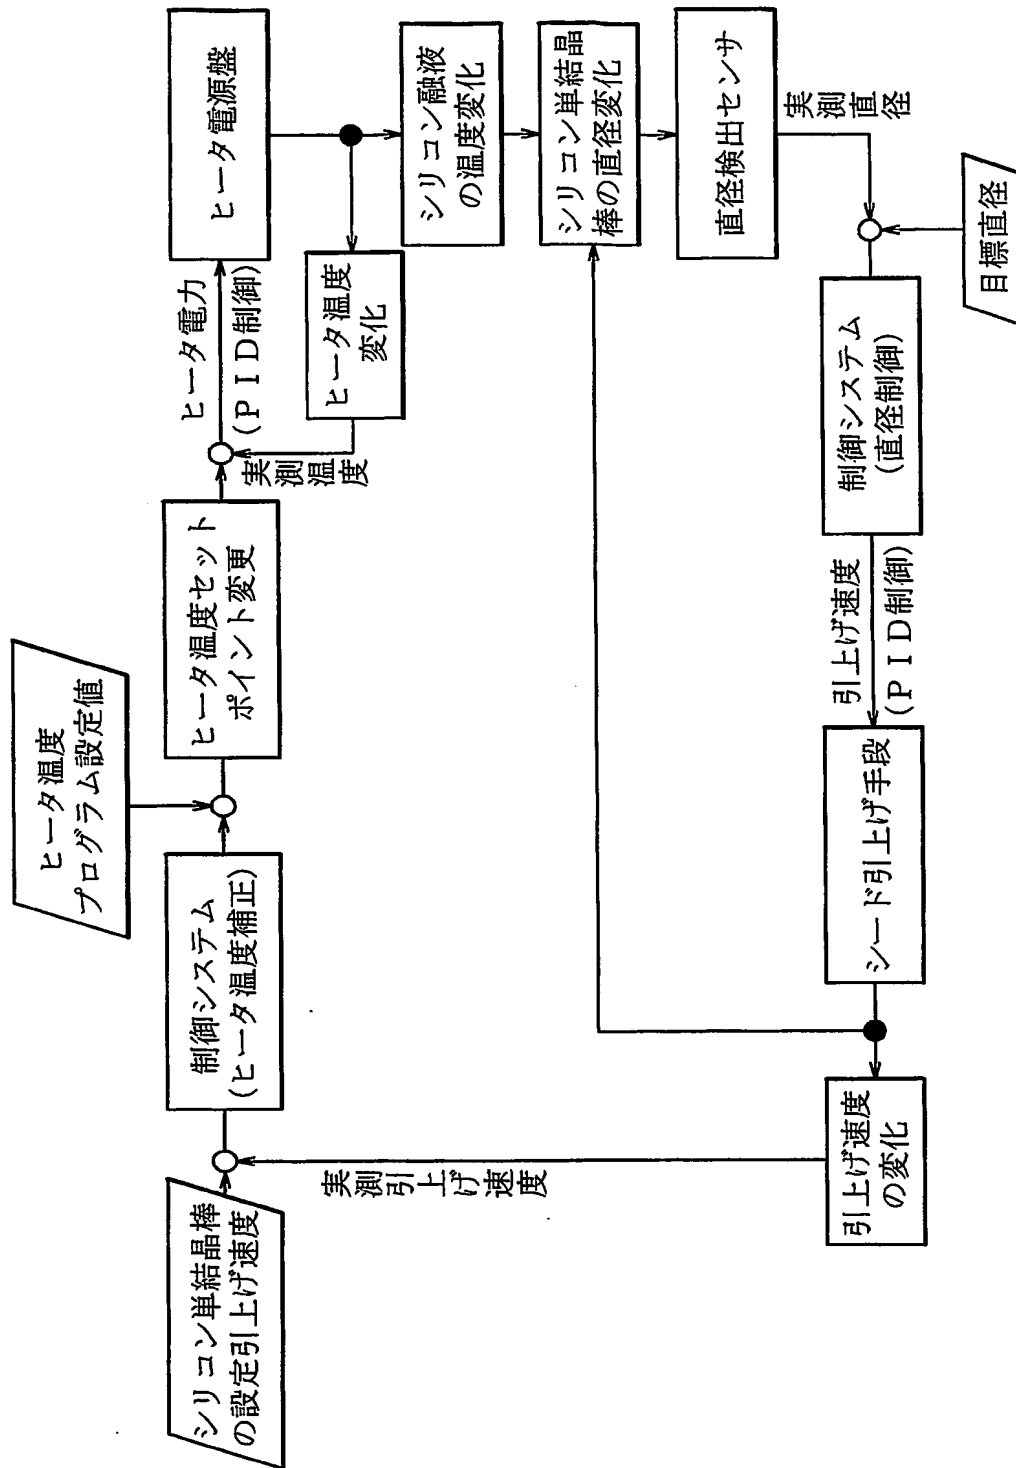 シリコン単結晶棒
の設定引上げ速度
制御システム
(ヒータ温度補正)
ヒータ温度
プログラム設定値
ヒータ温度セット
ポイント変更
実測温度
ヒータ電力
(PID制御)
ヒータ電源盤
ヒータ温度
変化
シリコン融液
の温度変化
シリコン単結晶
棒の直径変化
直径検出センサ
実測直径
目標直径
制御システム
(直径制御)
引上げ速度
(PID制御)
シード引上げ手段
引上げ速度
の変化
実測引上げ速度